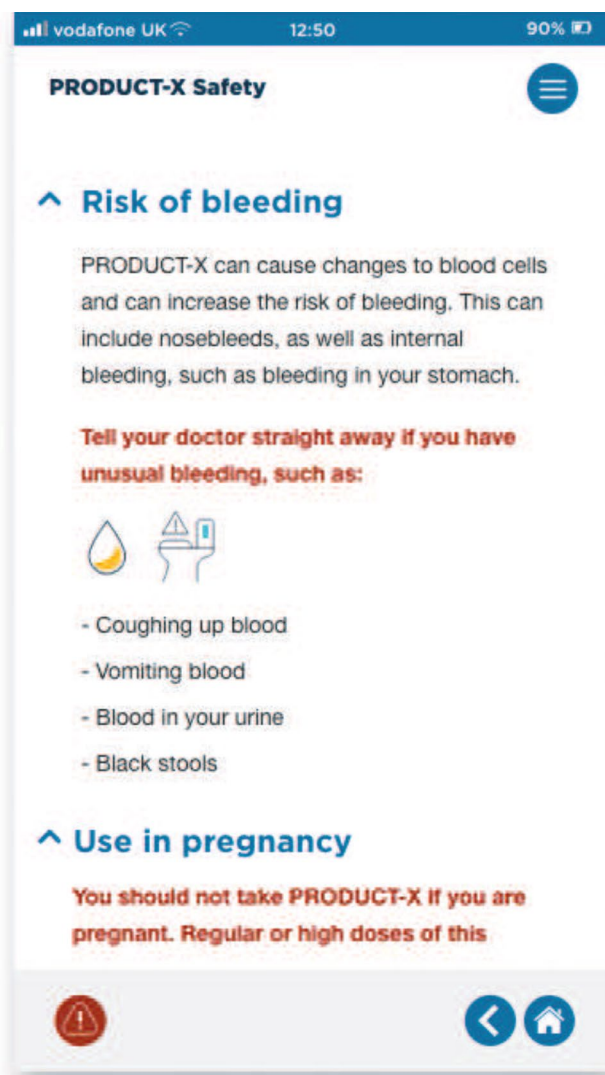 vodafone UK 12:50 90%
PRODUCT-X Safety
Risk of bleeding
PRODUCT-X can cause changes to blood cells
and can increase the risk of bleeding. This can
include nosebleeds, as well as internal
bleeding, such as bleeding in your stomach.
Tell your doctor straight away if you have
unusual bleeding, such as:
- Coughing up blood
- Vomiting blood
- Blood in your urine
- Black stools
Use in pregnancy
You should not take PRODUCT-X if you are
pregnant. Regular or high doses of this